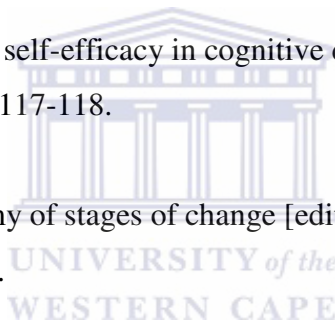 self-efficacy in cognitive
117-118.
ny of stages of change [edi
UNIVERSITY of the
.
WESTERN CAPE